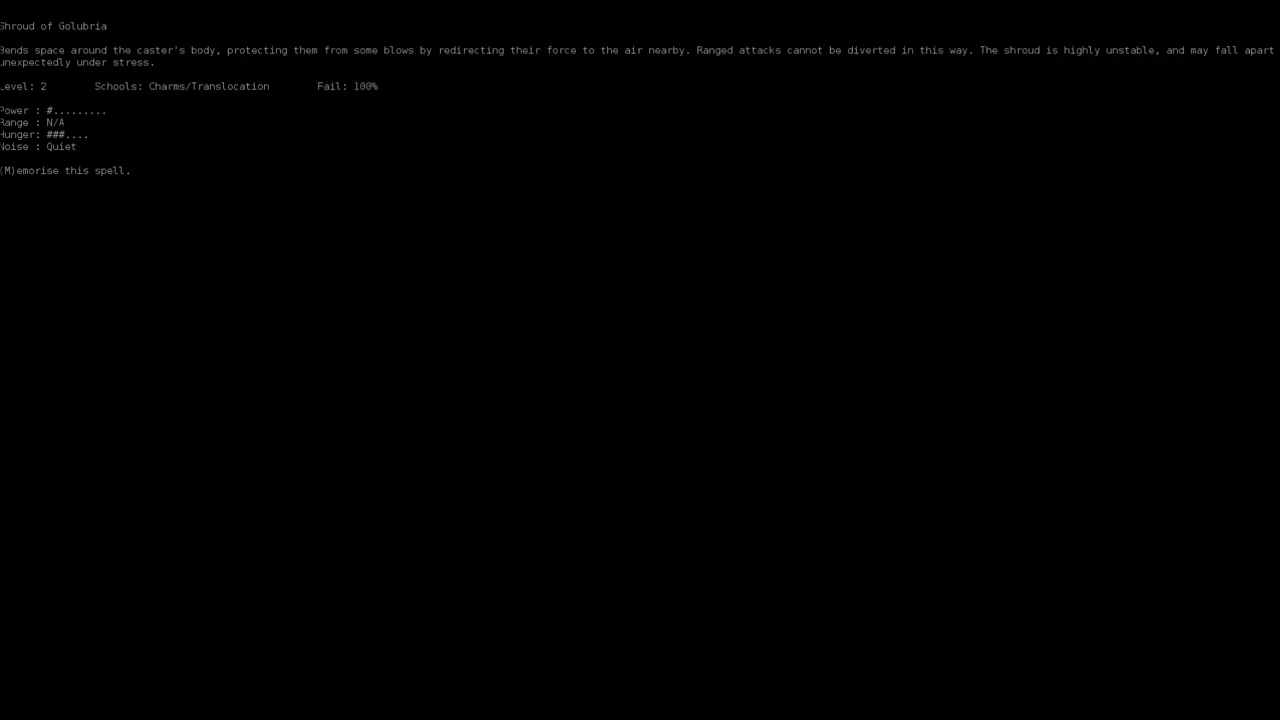 Shroud of Golubria
Bends space around the caster's body, protecting them from some blows by redirecting their force to the air nearby. Ranged attacks cannot be diverted in this way. The shroud is highly unstable, and may fall apart
unexpectedly under stress.
Level: 2 Schools: Charms/Translocation Fail: 100%
Power : #.........
Range : N/A
Hunger: ###....
Noise : Quiet
(M)emorise this spell.